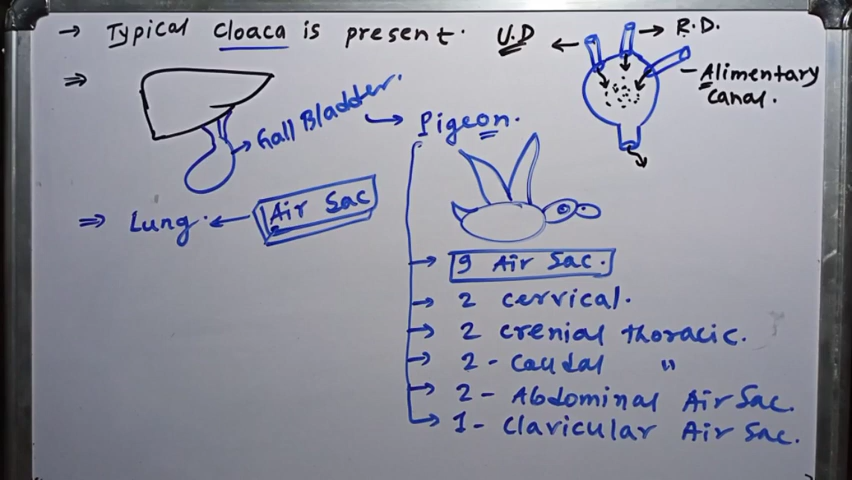 → Typical Cloaca is present. U.D ← → R.D.
Alimentary
canal.
⇒ Gall Bladder.
→ Pigeon.
⇒ Lung. ← Air Sac
→ 9 Air Sac.
→ 2 cervical.
→ 2 crenial thoracic.
→ 2 - Caudal "
→ 2 - Abdominal Air Sac.
→ 1 - Clavicular Air Sac.